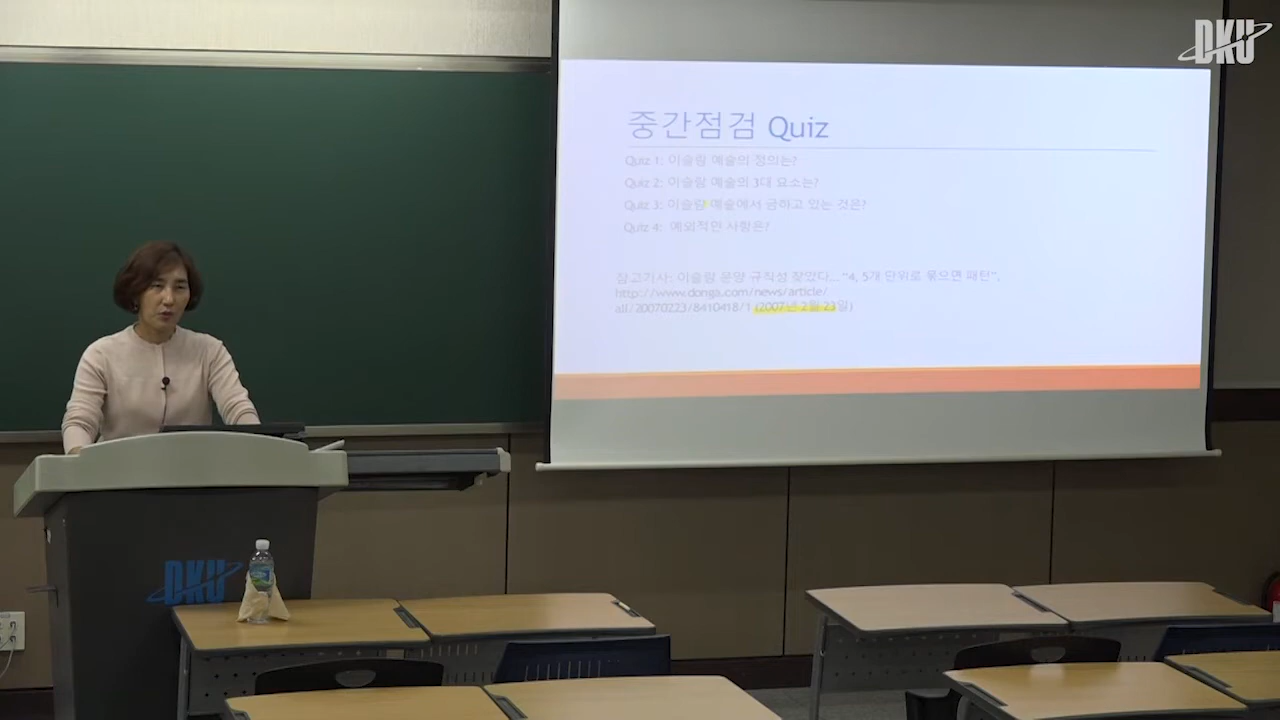 DKU
중간점검 Quiz
Quiz 1: 이슬람 예술의 정의는?
Quiz 2: 이슬람 예술의 3대 요소는?
Quiz 3: 이슬람 예술에서 금하고 있는 것은?
Quiz 4: 예외적인 사항은?
참고기사: 이슬람 문양 규칙성 찾았다... "4, 5개 단위로 묶으면 패턴",
http://www.donga.com/news/article/
all/20070223/8410418/1 (2007년 2월 23일)
DKU